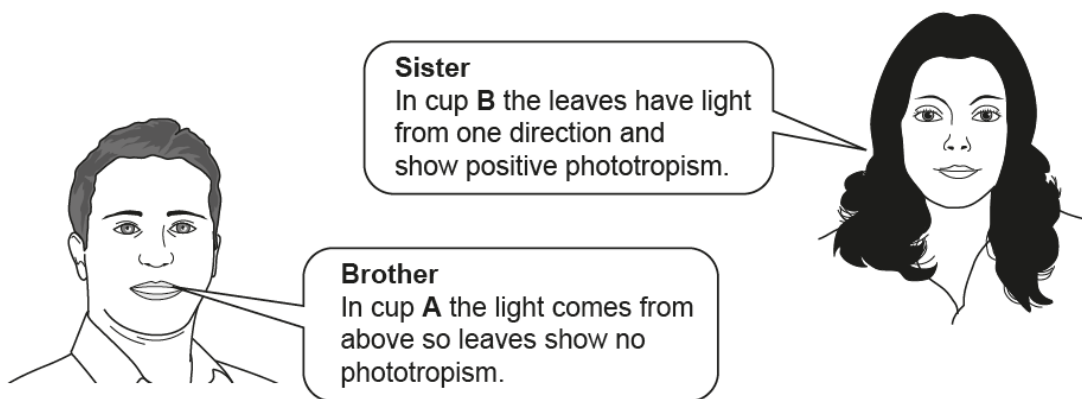 Sister
In cup B the leaves have light
from one direction and
show positive phototropism.
Brother
In cup A the light comes from
above so leaves show no
phototropism.